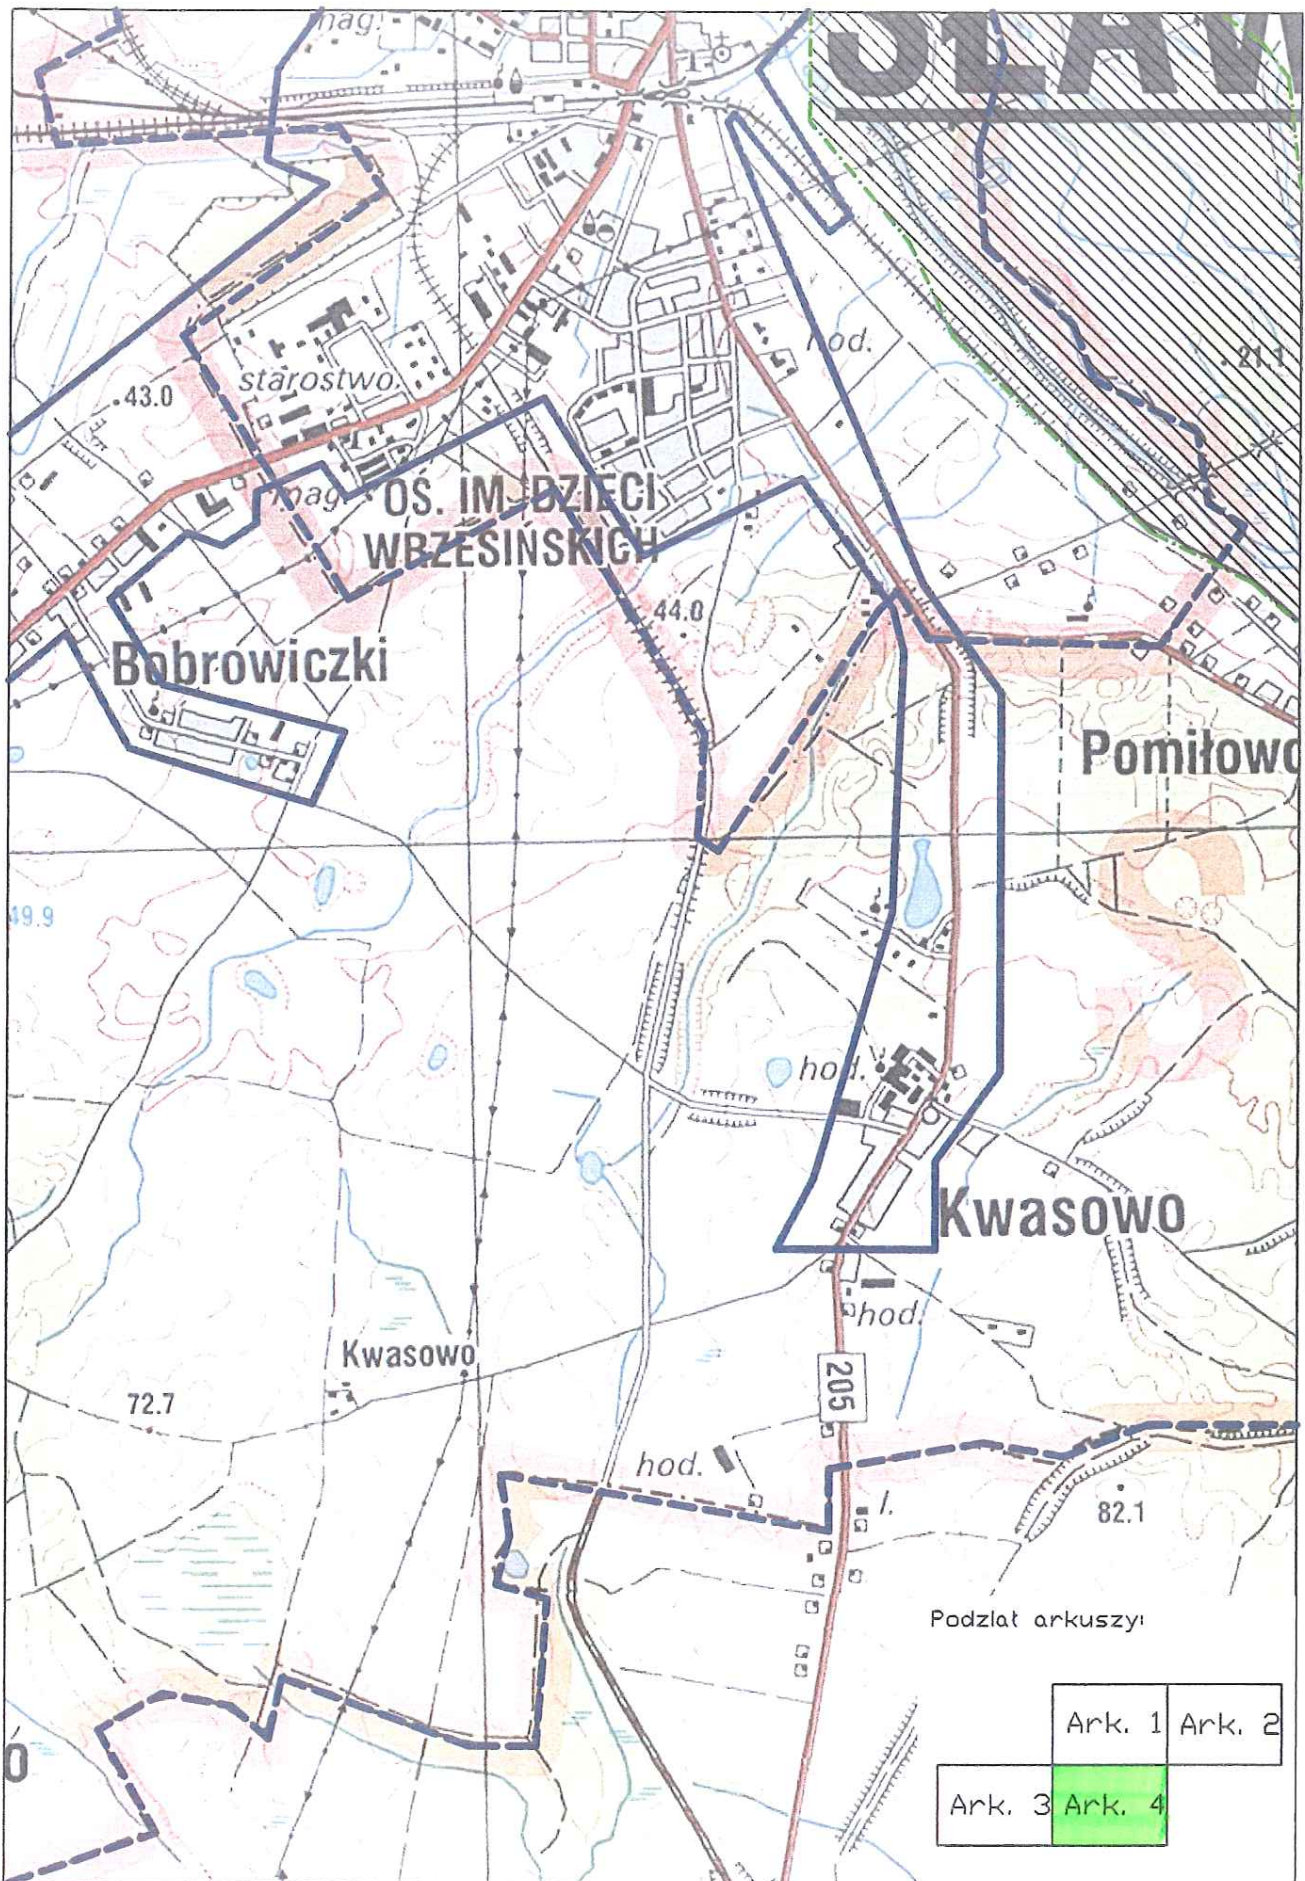 mag.
SŁAW
hod.
21.1
starostwo
43.0
mag
OŚ. IM. DZIECI
WRZESIŃSKICH
44.0
Bobrowiczki
Pomiłowo
49.9
hod.
Kwasowo
hod.
Kwasowo
205
72.7
hod.
l.
82.1
Podział arkuszy:
Ark. 1 Ark. 2
Ark. 3 Ark. 4
Ó